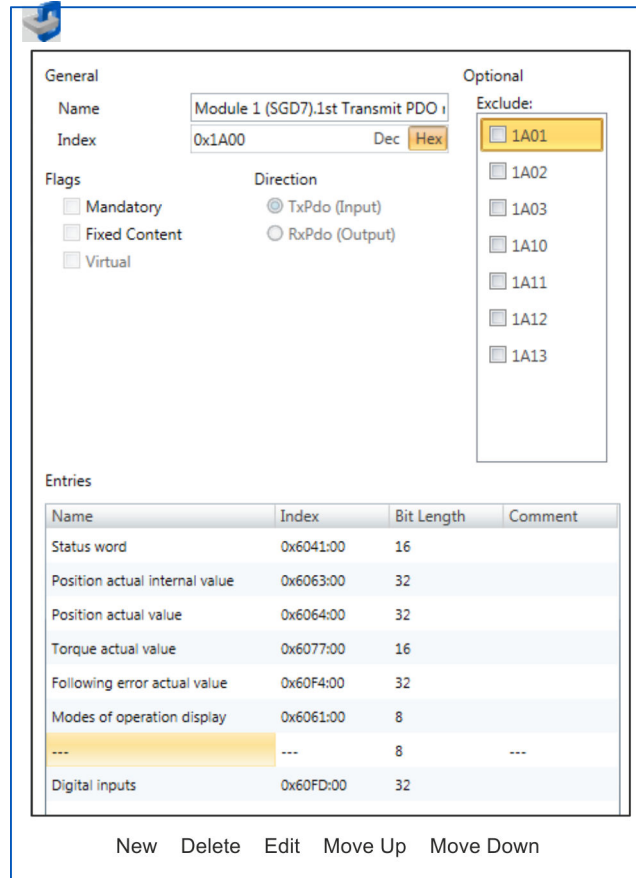 General
Name Module 1 (SGD7).1st Transmit PDO
Index 0x1A00 Dec Hex
Flags
Mandatory
Fixed Content
Virtual
Direction
TxPdo (Input)
RxPdo (Output)
Optional
Exclude:
1A01
1A02
1A03
1A10
1A11
1A12
1A13
Entries
Name Index Bit Length Comment
Status word 0x6041:00 16
Position actual internal value 0x6063:00 32
Position actual value 0x6064:00 32
Torque actual value 0x6077:00 16
Following error actual value 0x60F4:00 32
Modes of operation display 0x6061:00 8
--- --- 8 ---
Digital inputs 0x60FD:00 32
New Delete Edit Move Up Move Down